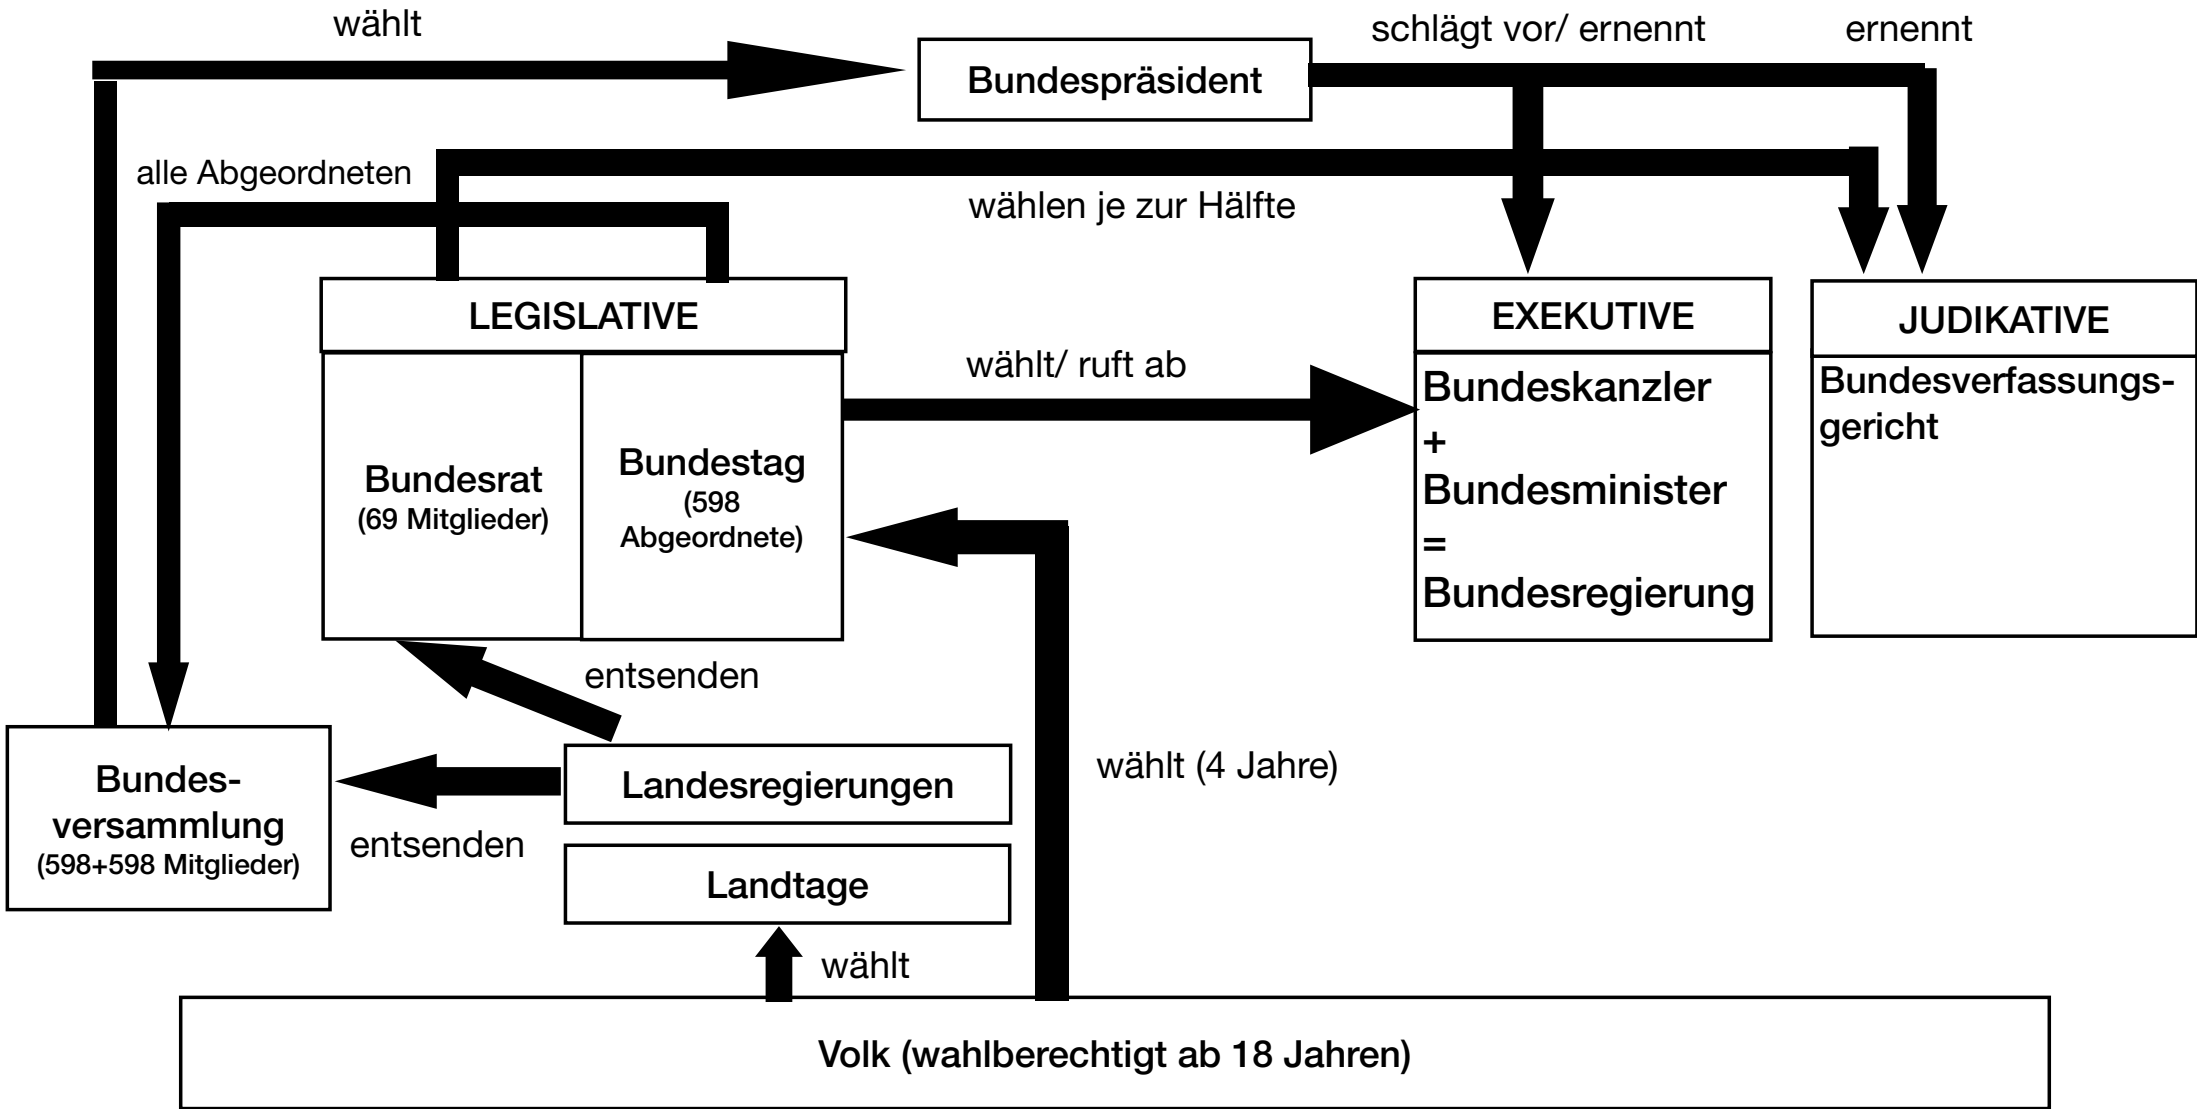 wählt
schlägt vor/ ernennt
ernennt
Bundespräsident
alle Abgeordneten
wählen je zur Hälfte
LEGISLATIVE
EXEKUTIVE
JUDIKATIVE
wählt/ ruft ab
Bundesrat
(69 Mitglieder)
Bundestag
(598
Abgeordnete)
Bundeskanzler
+
Bundesminister
=
Bundesregierung
Bundesverfassungs-
gericht
entsenden
Bundes-
versammlung
(598+598 Mitglieder)
entsenden
Landesregierungen
Landtage
wählt (4 Jahre)
wählt
Volk (wahlberechtigt ab 18 Jahren)